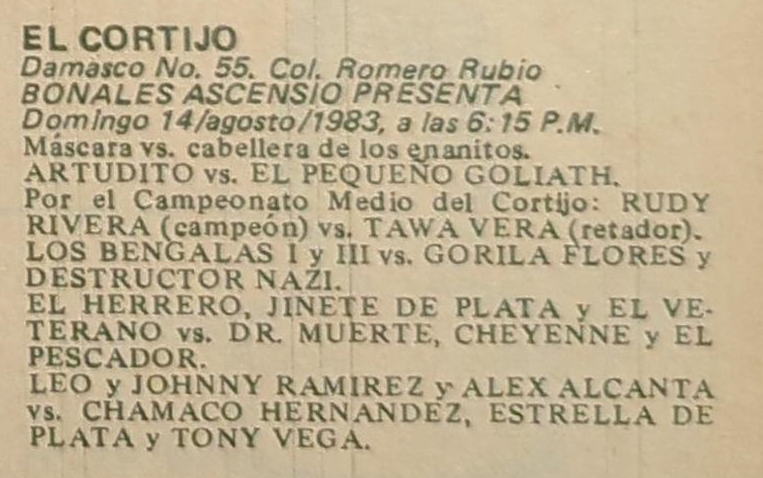 EL CORTIJO
Damasco No. 55. Col. Romero Rubio
BONALES ASCENSIO PRESENTA
Domingo 14/agosto/1983, a las 6:15 P.M.
Máscara vs. cabellera de los enanitos.
ARTUDITO vs. EL PEQUEÑO GOLIATH.
Por el Campeonato Medio del Cortijo: RUDY
RIVERA (campeón) vs. TAWA VERA (retador).
LOS BENGALAS I y III vs. GORILA FLORES y
DESTRUCTOR NAZI.
EL HERRERO, JINETE DE PLATA y EL VE-
TERANO vs. DR. MUERTE, CHEYENNE y EL
PESCADOR.
LEO y JOHNNY RAMIREZ y ALEX ALCANTA
vs. CHAMACO HERNANDEZ, ESTRELLA DE
PLATA y TONY VEGA.